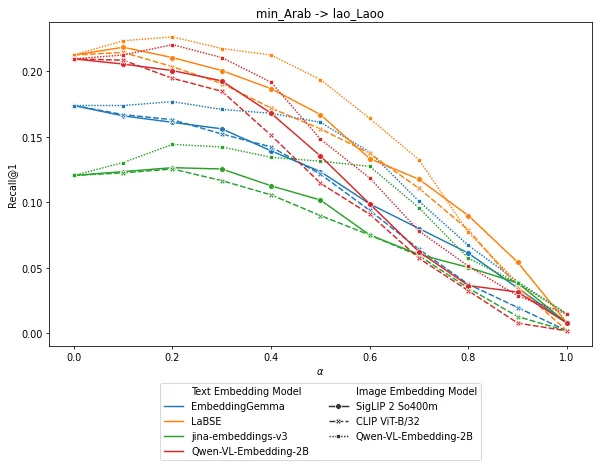 min_Arab -> lao_Laoo
0.20
0.15
0.10
0.05
0.00
Recall@1
0.0 0.2 0.4 0.6 0.8 1.0
α
Text Embedding Model Image Embedding Model
EmbeddingGemma SigLIP 2 So400m
LaBSE CLIP ViT-B/32
jina-embeddings-v3 Qwen-VL-Embedding-2B
Qwen-VL-Embedding-2B